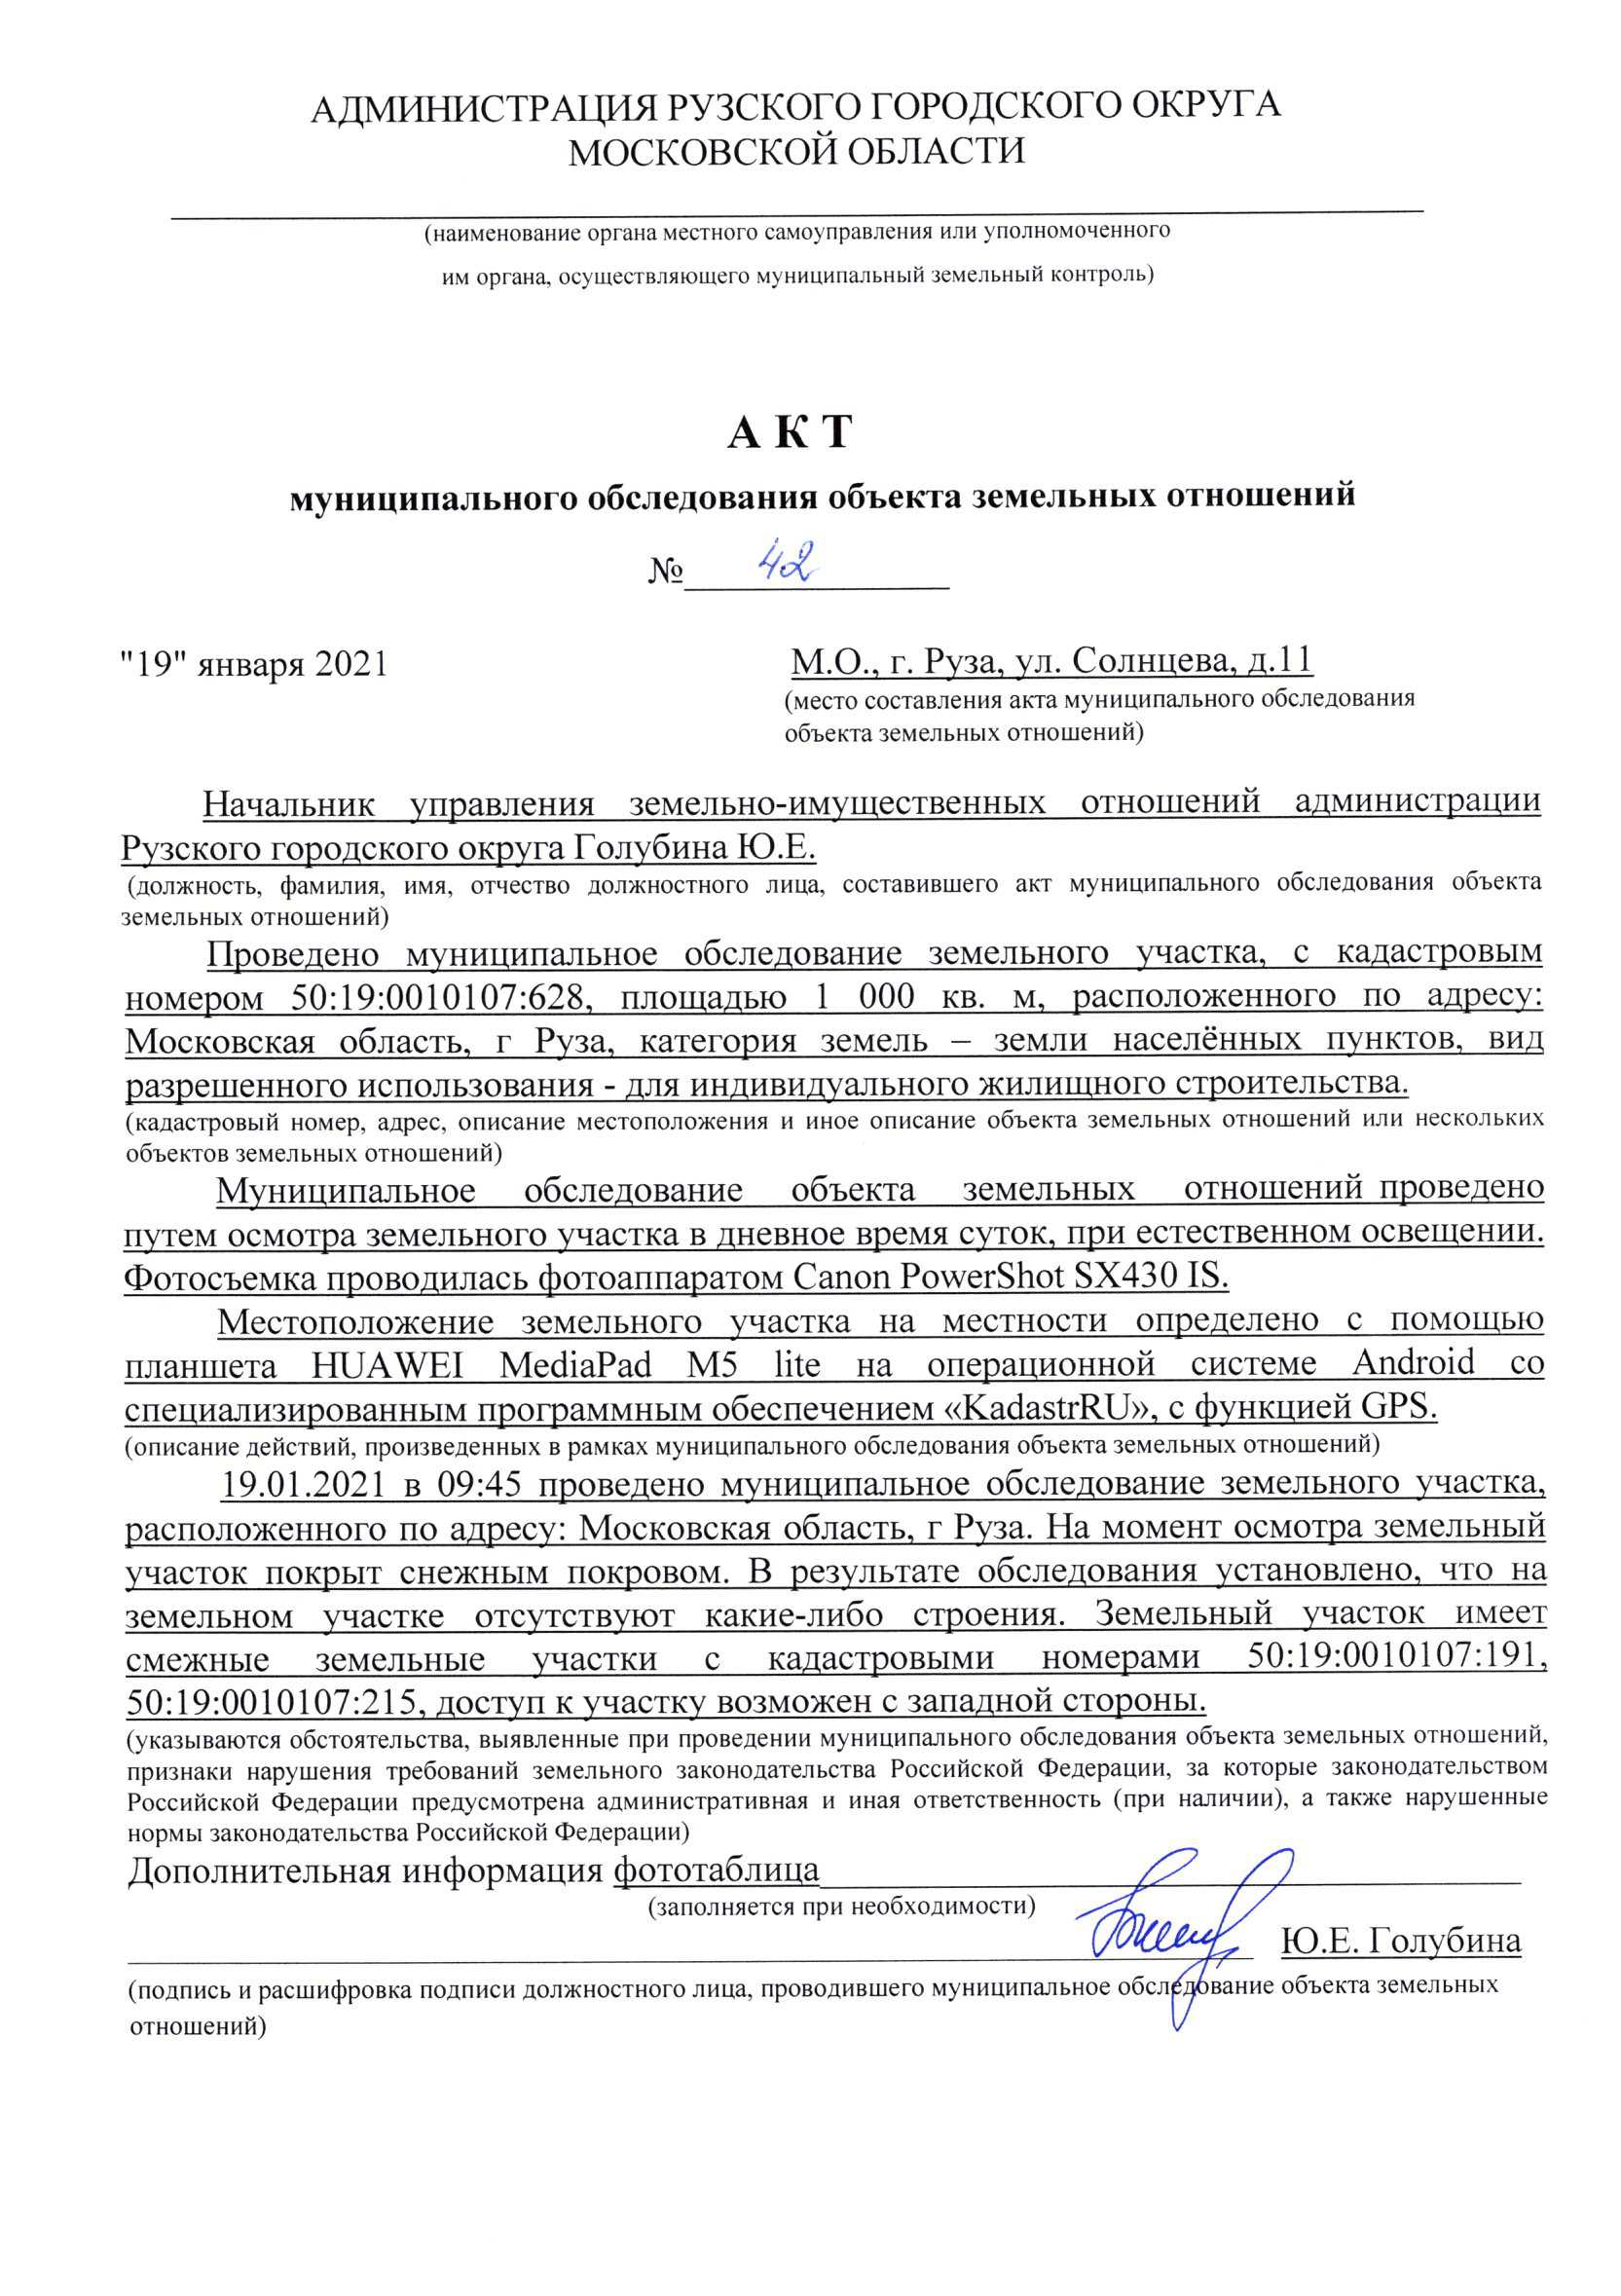 АДМИНИСТРАЦИЯ РУЗСКОГО ГОРОДСКОГО ОКРУГА
МОСКОВСКОЙ ОБЛАСТИ
(наименование органа местного самоуправления или уполномоченного
им органа, осуществляющего муниципальный земельный контроль)
А К Т
муниципального обследования объекта земельных отношений
№ 42
"19" января 2021
М.О., г. Руза, ул. Солнцева, д.11
(место составления акта муниципального обследования
объекта земельных отношений)
Начальник управления земельно-имущественных отношений администрации
Рузского городского округа Голубина Ю.Е.
(должность, фамилия, имя, отчество должностного лица, составившего акт муниципального обследования объекта
земельных отношений)
Проведено муниципальное обследование земельного участка, с кадастровым
номером 50:19:0010107:628, площадью 1 000 кв. м, расположенного по адресу:
Московская область, г Руза, категория земель – земли населённых пунктов, вид
разрешенного использования - для индивидуального жилищного строительства.
(кадастровый номер, адрес, описание местоположения и иное описание объекта земельных отношений или нескольких
объектов земельных отношений)
Муниципальное обследование объекта земельных отношений проведено
путем осмотра земельного участка в дневное время суток, при естественном освещении.
Фотосъемка проводилась фотоаппаратом Canon PowerShot SX430 IS.
Местоположение земельного участка на местности определено с помощью
планшета HUAWEI MediaPad M5 lite на операционной системе Android со
специализированным программным обеспечением «KadastrRU», с функцией GPS.
(описание действий, произведенных в рамках муниципального обследования объекта земельных отношений)
19.01.2021 в 09:45 проведено муниципальное обследование земельного участка,
расположенного по адресу: Московская область, г Руза. На момент осмотра земельный
участок покрыт снежным покровом. В результате обследования установлено, что на
земельном участке отсутствуют какие-либо строения. Земельный участок имеет
смежные земельные участки с кадастровыми номерами 50:19:0010107:191,
50:19:0010107:215, доступ к участку возможен с западной стороны.
(указываются обстоятельства, выявленные при проведении муниципального обследования объекта земельных отношений,
признаки нарушения требований земельного законодательства Российской Федерации, за которые законодательством
Российской Федерации предусмотрена административная и иная ответственность (при наличии), а также нарушенные
нормы законодательства Российской Федерации)
Дополнительная информация фототаблица
(заполняется при необходимости)
Ю.Е. Голубина
(подпись и расшифровка подписи должностного лица, проводившего муниципальное обследование объекта земельных
отношений)